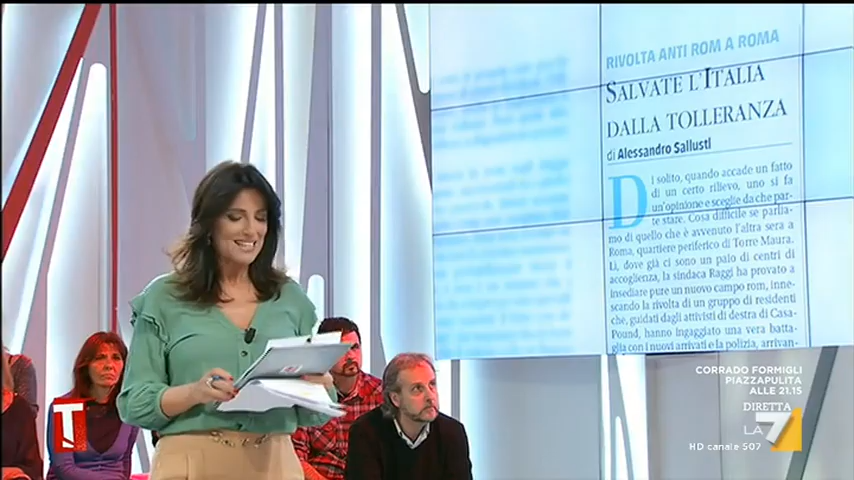 RIVOLTA ANTI ROM A ROMA
SALVATE L'ITALIA
DALLA TOLLERANZA
di Alessandro Sallusti
Di solito, quando accade un fatto
di un certo rilievo, uno si fa
un'opinione e sceglie da che par-
te stare. Cosa difficile se parlia-
mo di quello che è avvenuto l'altra sera a
Roma, quartiere periferico di Torre Maura.
Lì, dove già ci sono un paio di centri di
accoglienza, la sindaca Raggi ha provato a
insediare pure un nuovo campo rom, inne-
scando la rivolta di un gruppo di residenti
che, guidati dagli attivisti di destra di Casa-
Pound, hanno ingaggiato una vera batta-
glia con i nuovi arrivati e la polizia, arrivan-
CORRADO FORMIGLI
PIAZZAPULITA
ALLE 21.15
DIRETTA
LA7
HD canale 507
T